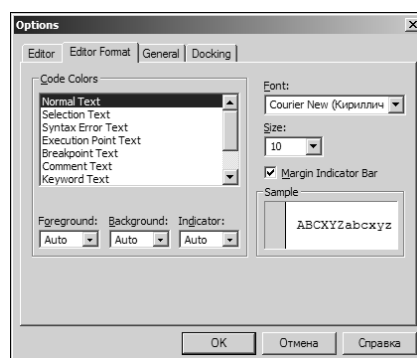 Options
Editor Editor Format General Docking
Code Colors
Normal Text
Selection Text
Syntax Error Text
Execution Point Text
Breakpoint Text
Comment Text
Keyword Text
Foreground: Background: Indicator:
Auto Auto Auto
Font:
Courier New (Кириллич
Size:
10
Margin Indicator Bar
Sample
ABCXYZabcxyz
OK Отмена Справка